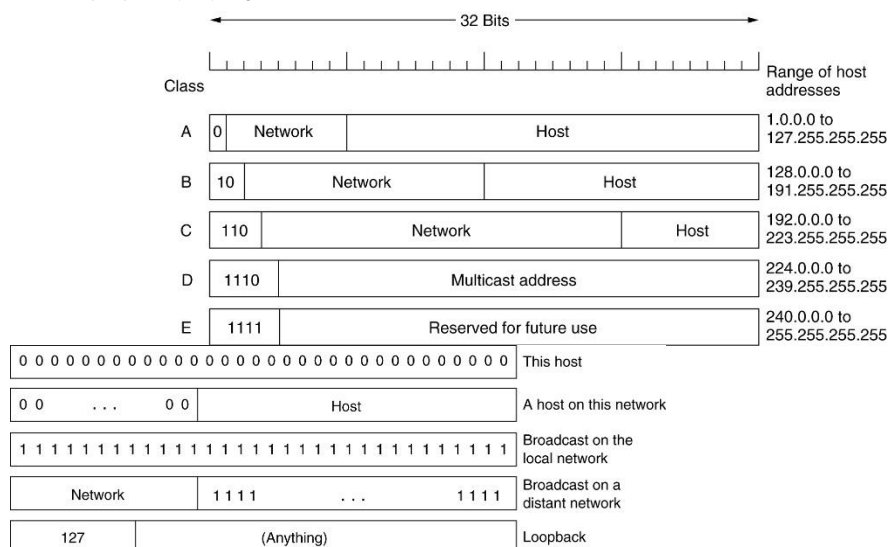 32 Bits
Class
Range of host
addresses
A 0 Network Host 1.0.0.0 to
127.255.255.255
B 10 Network Host 128.0.0.0 to
191.255.255.255
C 110 Network Host 192.0.0.0 to
223.255.255.255
D 1110 Multicast address 224.0.0.0 to
239.255.255.255
E 1111 Reserved for future use 240.0.0.0 to
255.255.255.255
0 0 0 0 0 0 0 0 0 0 0 0 0 0 0 0 0 0 0 0 0 0 0 0 0 0 0 0 0 0 0 0 This host
0 0 ... 0 0 Host A host on this network
1 1 1 1 1 1 1 1 1 1 1 1 1 1 1 1 1 1 1 1 1 1 1 1 1 1 1 1 1 1 1 1 Broadcast on the
local network
Network 1 1 1 1 ... 1 1 1 1 Broadcast on a
distant network
127 (Anything) Loopback